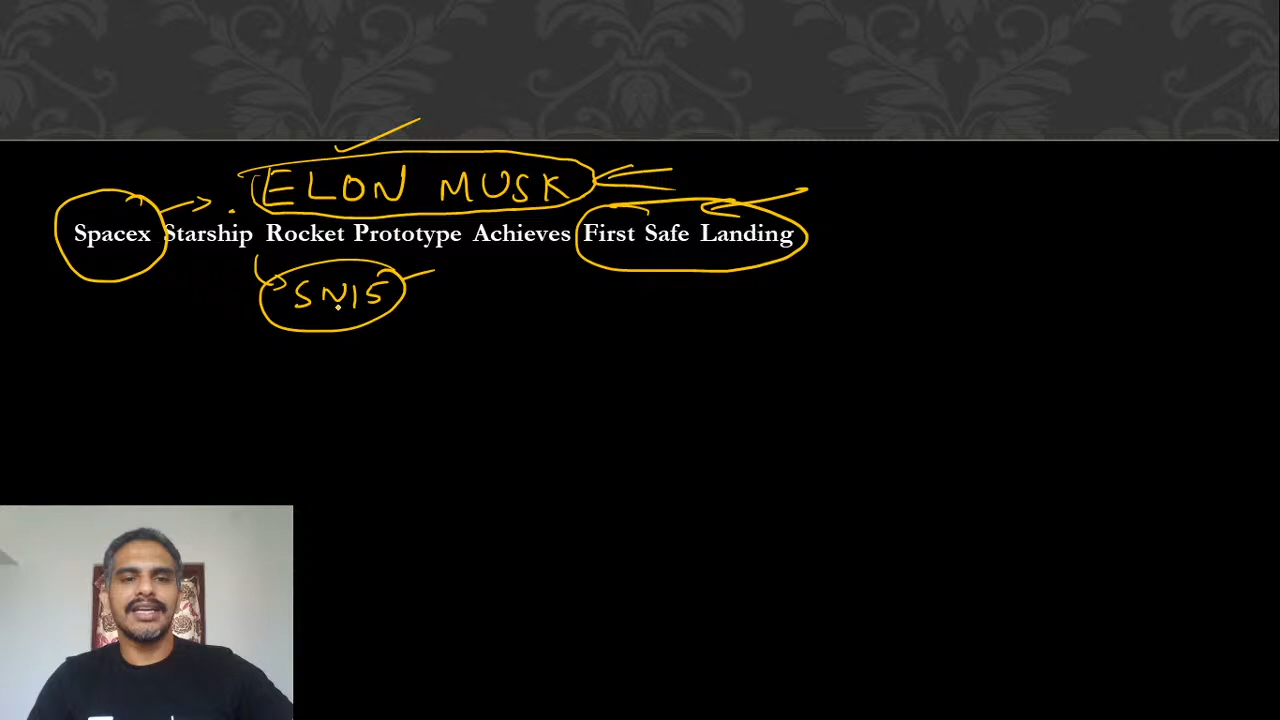 ELON MUSK
Spacex Starship Rocket Prototype Achieves First Safe Landing
SN15